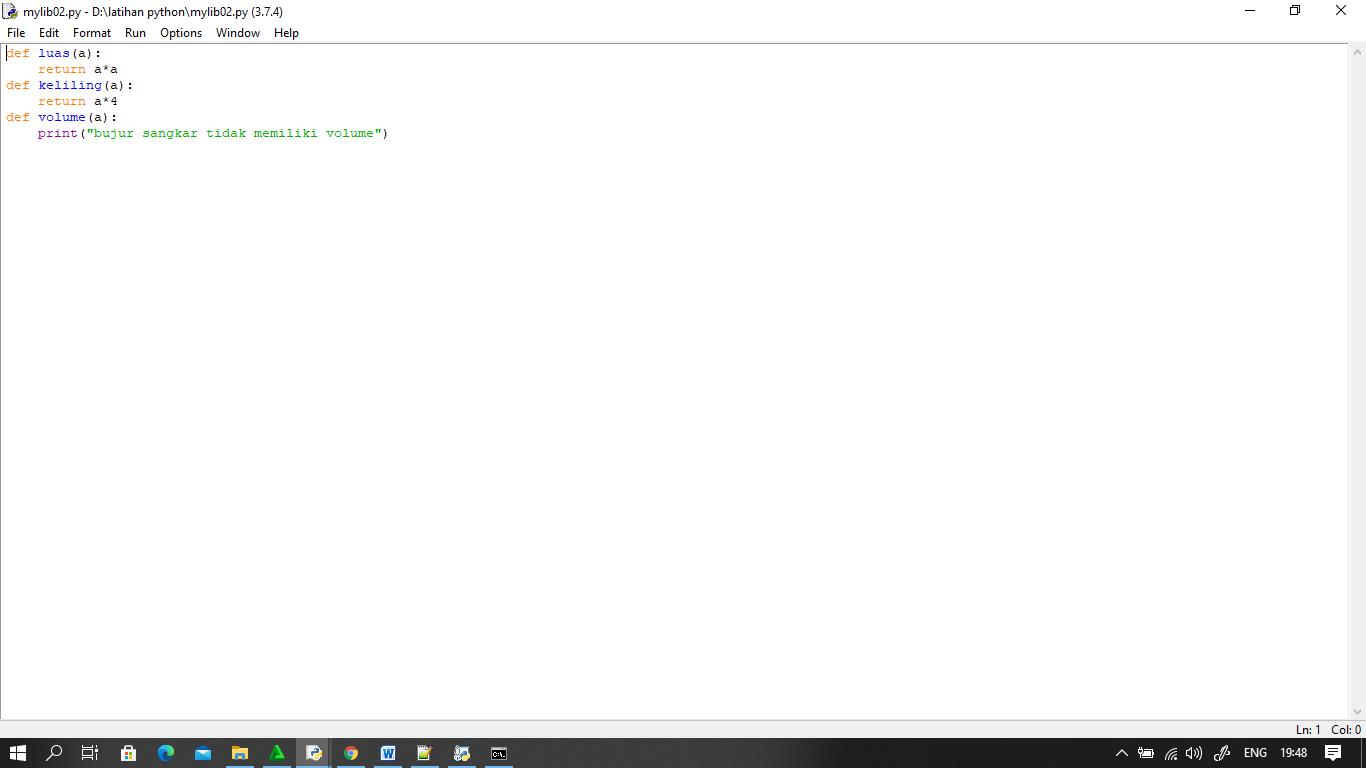 mylib02.py - D:\latihan python\mylib02.py (3.7.4)
File Edit Format Run Options Window Help
def luas(a):
    return a*a
def keliling(a):
    return a*4
def volume(a):
    print("bujur sangkar tidak memiliki volume")
Ln: 1 Col: 0
ENG 19:48